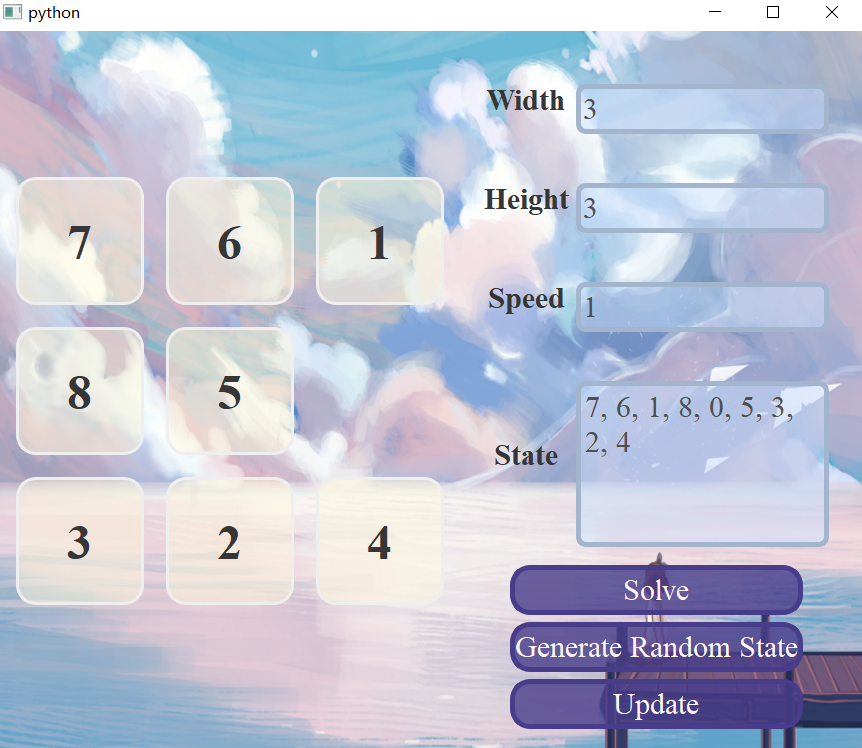 python
7 6 1
8 5
3 2 4
Width
3
Height
3
Speed
1
State
7, 6, 1, 8, 0, 5, 3,
2, 4
Solve
Generate Random State
Update